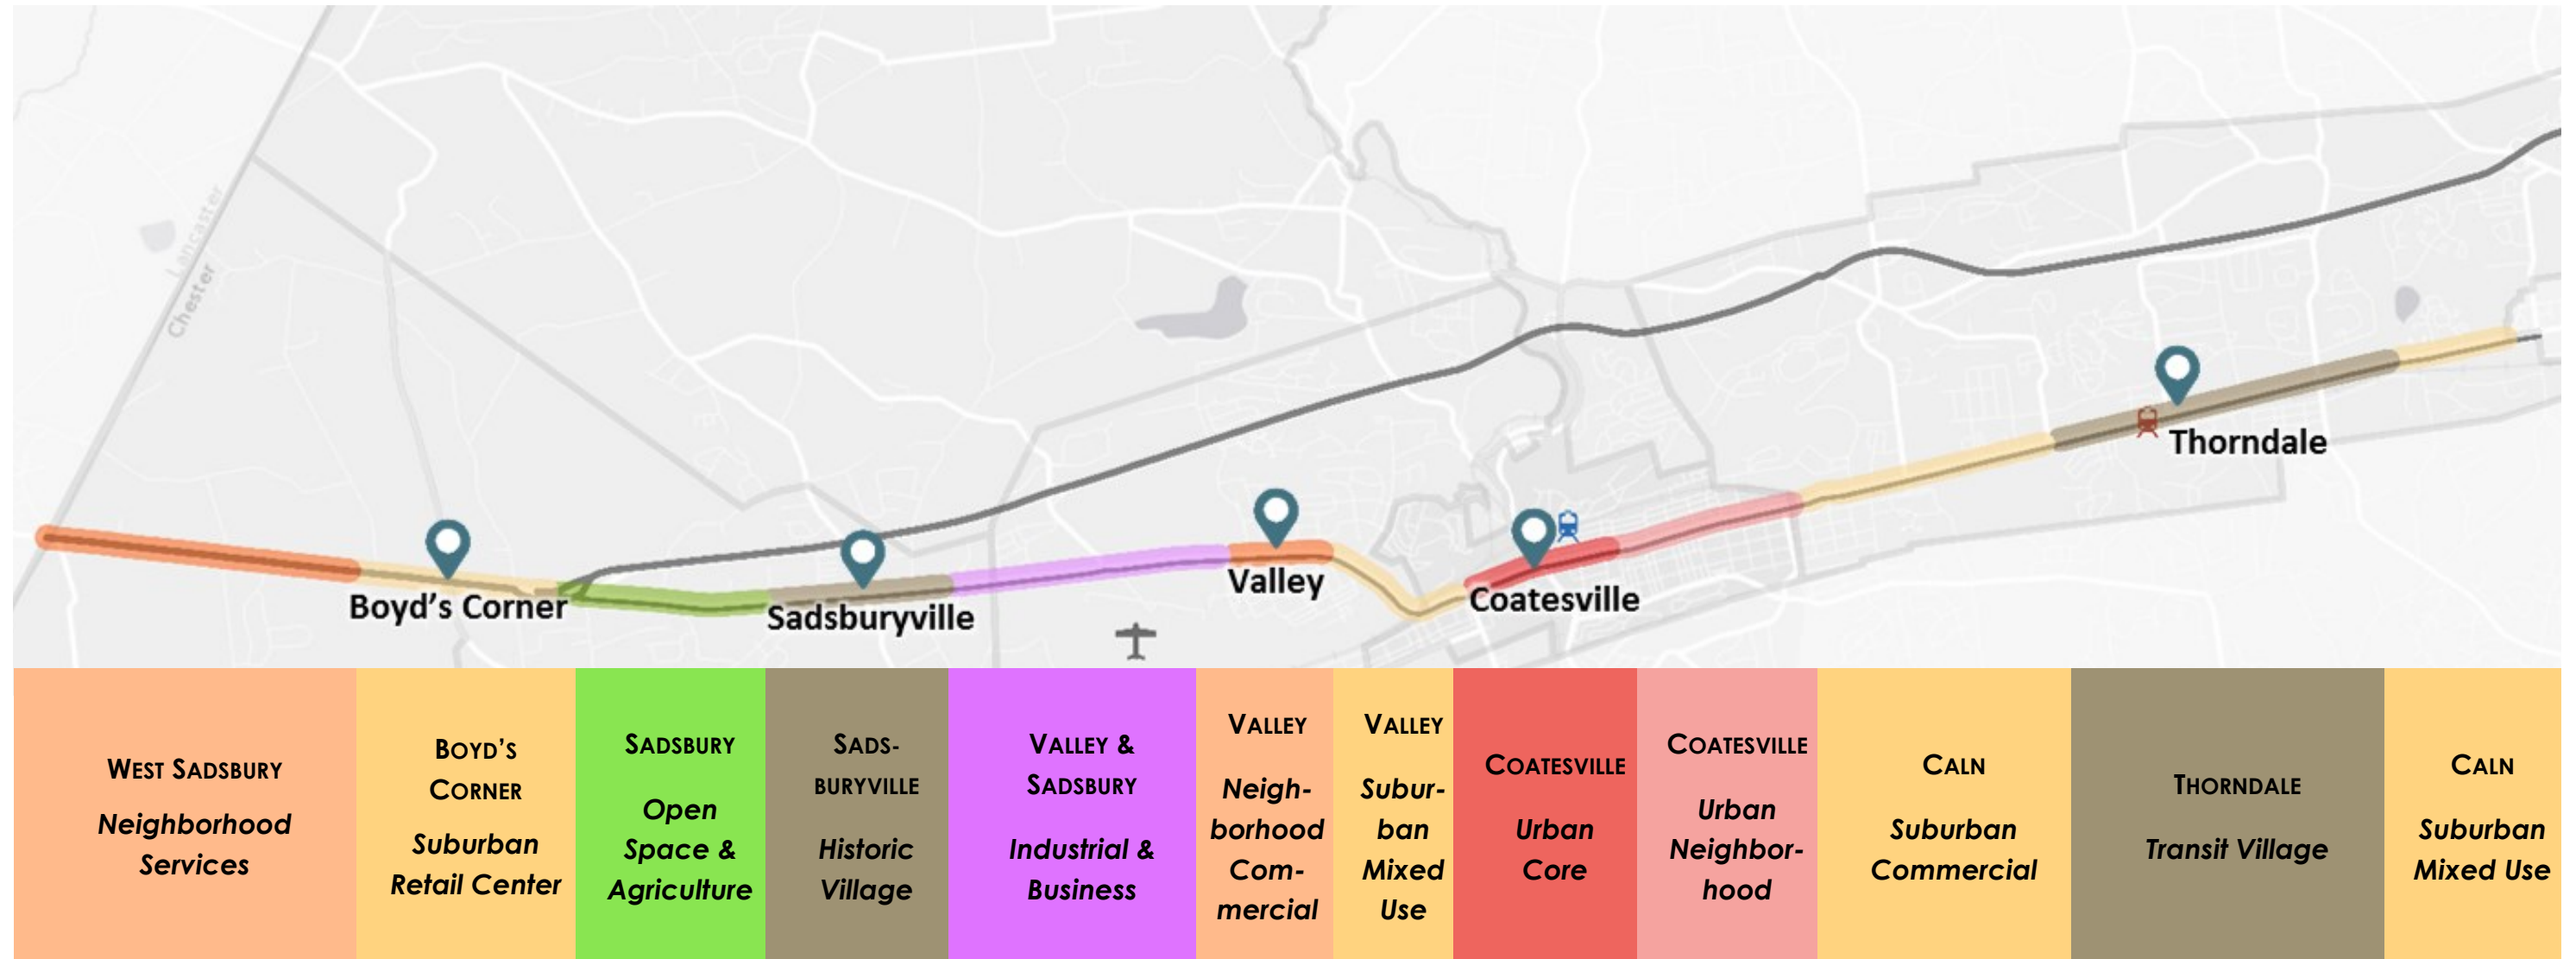 Lancaster
Chester
Boyd's Corner
Sadsburyville
Valley
Coatesville
Thorndale
WEST SADSBURY
Neighborhood
Services
BOYD'S
CORNER
Suburban
Retail Center
SADSBURY
Open
Space &
Agriculture
SADS-
BURYVILLE
Historic
Village
VALLEY &
SADSBURY
Industrial &
Business
VALLEY
Neigh-
borhood
Com-
mercial
VALLEY
Subur-
ban
Mixed
Use
COATESVILLE
Urban
Core
COATESVILLE
Urban
Neighbor-
hood
CALN
Suburban
Commercial
THORNDALE
Transit Village
CALN
Suburban
Mixed Use